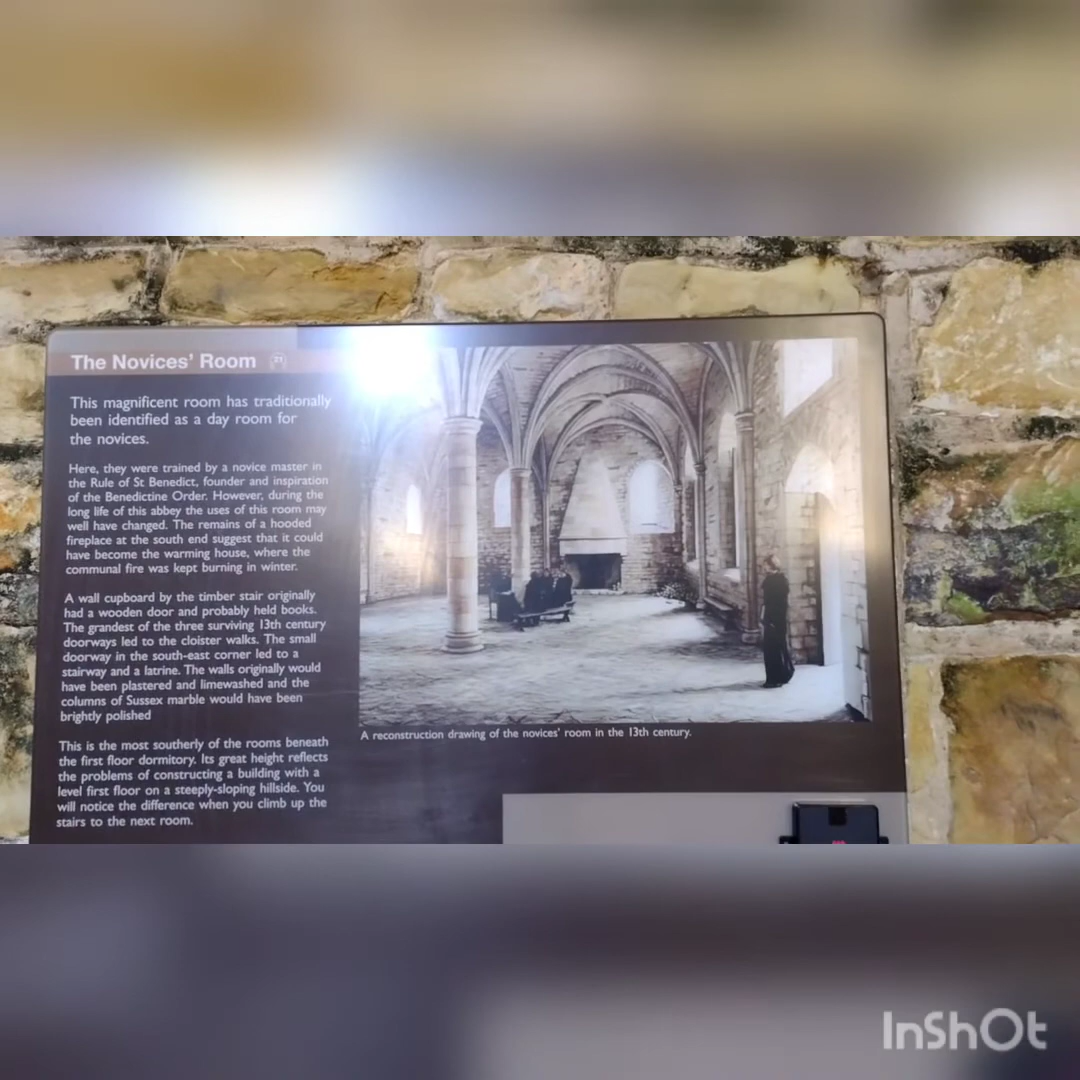 The Novices' Room 21
This magnificent room has traditionally
been identified as a day room for
the novices.
Here, they were trained by a novice master in
the Rule of St Benedict, founder and inspiration
of the Benedictine Order. However, during the
long life of this abbey the uses of this room may
well have changed. The remains of a hooded
fireplace at the south end suggest that it could
have become the warming house, where the
communal fire was kept burning in winter.
A wall cupboard by the timber stair originally
had a wooden door and probably held books.
The grandest of the three surviving 13th century
doorways led to the cloister walks. The small
doorway in the south-east corner led to a
stairway and a latrine. The walls originally would
have been plastered and limewashed and the
columns of Sussex marble would have been
brightly polished
This is the most southerly of the rooms beneath
the first floor dormitory. Its great height reflects
the problems of constructing a building with a
level first floor on a steeply-sloping hillside. You
will notice the difference when you climb up the
stairs to the next room.
A reconstruction drawing of the novices' room in the 13th century.
InShOt